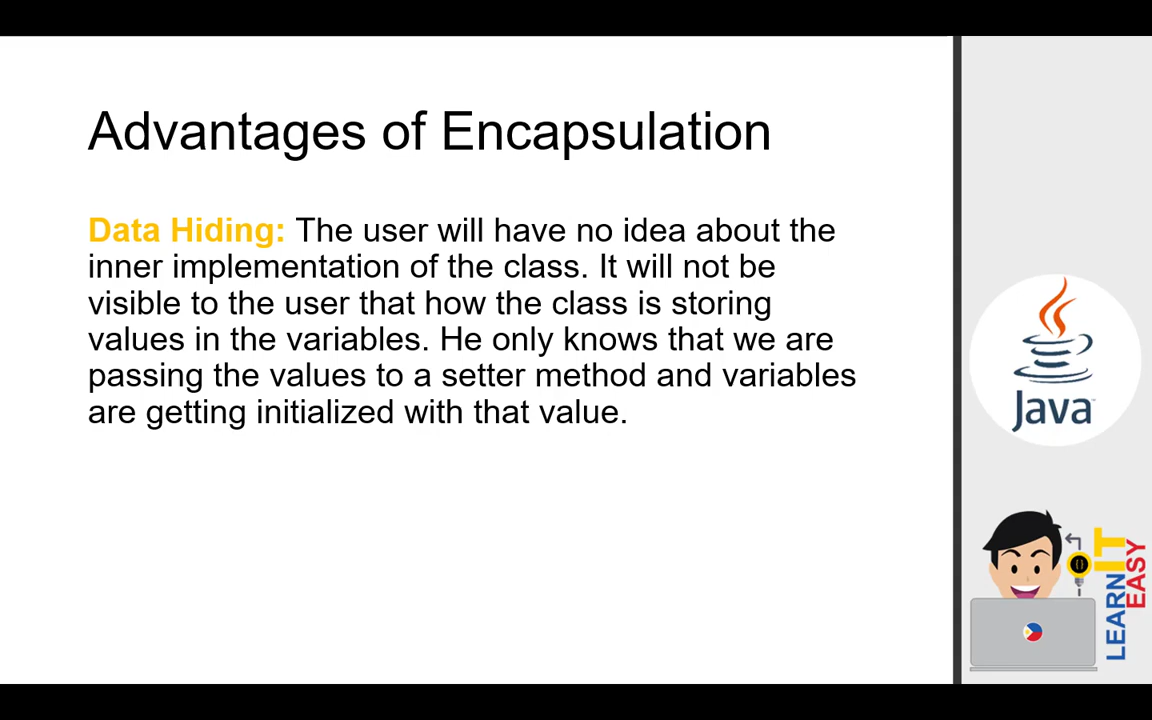 Advantages of Encapsulation
Data Hiding: The user will have no idea about the
inner implementation of the class. It will not be
visible to the user that how the class is storing
values in the variables. He only knows that we are
passing the values to a setter method and variables
are getting initialized with that value.
Java™
LEARN IT
EASY